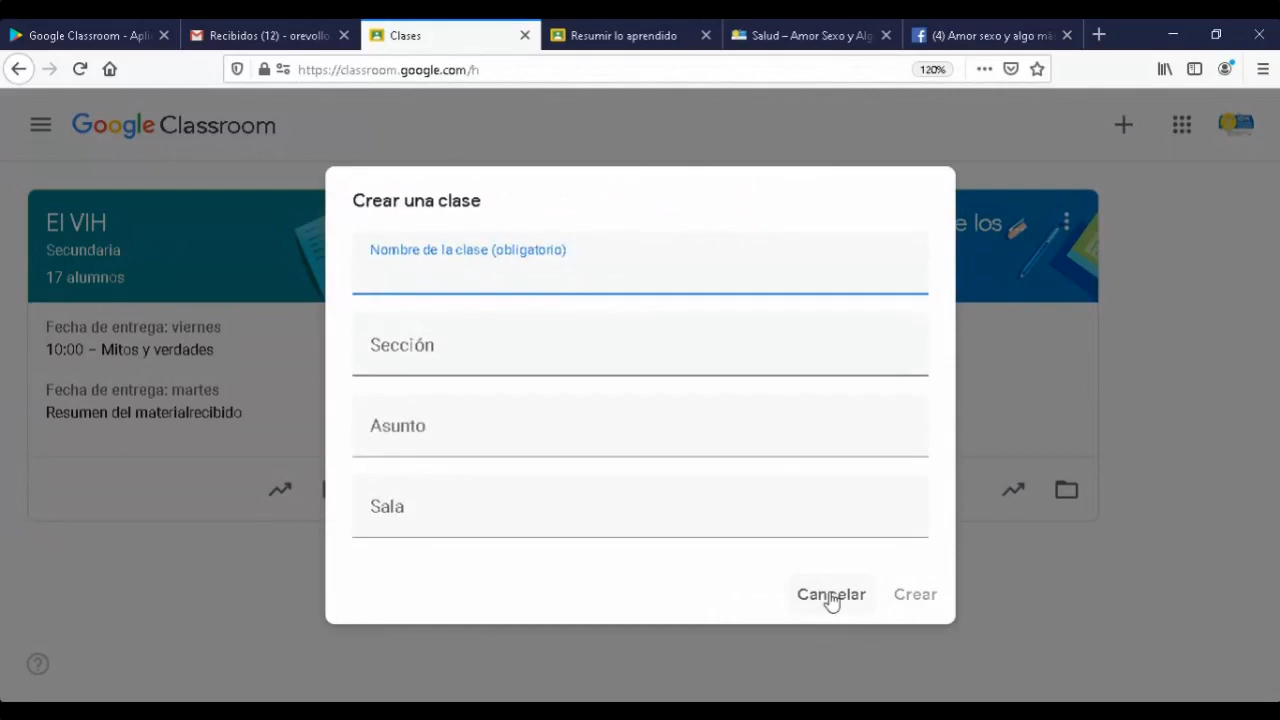 Google Classroom - Apli
Recibidos (12) - orevollo
Clases
Resumir lo aprendido
Salud – Amor Sexo y Alg
(4) Amor sexo y algo má
https://classroom.google.com/h
120%
Google Classroom
El VIH
Secundaria
17 alumnos
Fecha de entrega: viernes
10:00 – Mitos y verdades
Fecha de entrega: martes
Resumen del materialrecibido
e los
Crear una clase
Nombre de la clase (obligatorio)
Sección
Asunto
Sala
Cancelar
Crear